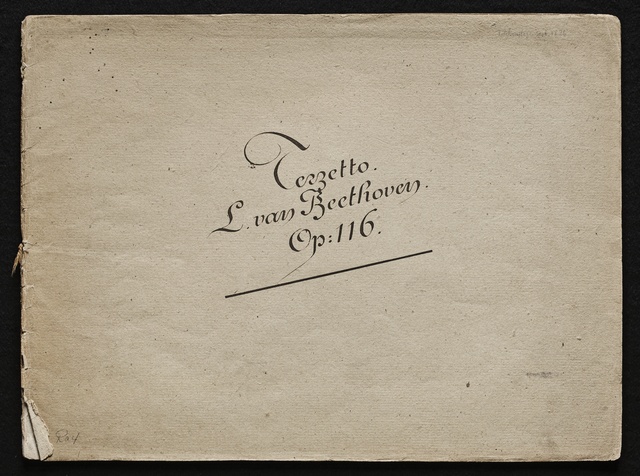 Terzetto.
L. van Beethoven.
Op: 116.